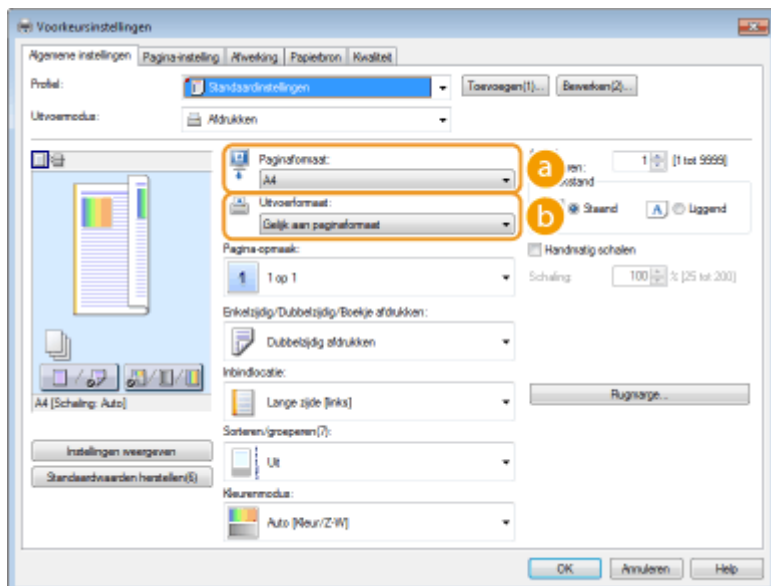 Voorkeursinstellingen
Algemene instellingen Pagina-instelling Afwerking Papierbron Kwaliteit
Profiel: Standaardinstellingen Toevoegen(1)... Bewerken(2)...
Uitvoermodus: Afdrukken
Paginaformaat:
A4
a
Uitvoerformaat:
Gelijk aan paginaformaat
b
1 [1 tot 9999]
Staand A Liggend
Pagina-opmaak:
1 1 op 1
Handmatig schalen
Schaling: 100 % [25 tot 200]
Enkelzijdig/Dubbelzijdig/Boekje afdrukken:
Dubbelzijdig afdrukken
Inbindlocatie:
Lange zijde [links]
Rugmarge...
A4 [Schaling: Auto]
Sorteren/groeperen(7):
Uit
Instellingen weergeven
Standaardwaarden herstellen(6)
Kleurenmodus:
Auto [Kleur/Z-W]
OK Annuleren Help